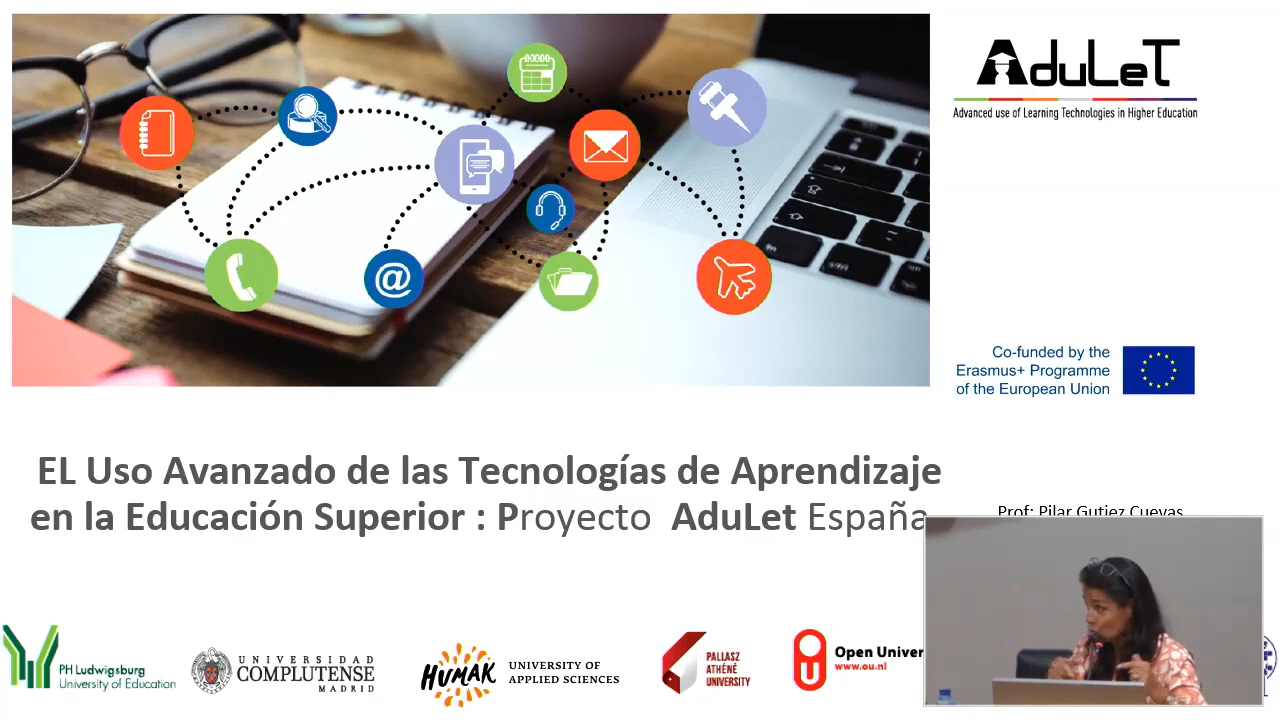 AduLeT
Advanced use of Learning Technologies in Higher Education
@
Co-funded by the
Erasmus+ Programme
of the European Union
EL Uso Avanzado de las Tecnologías de Aprendizaje
en la Educación Superior : Proyecto AduLet España
Prof: Pilar Gutiez Cuevas
PH Ludwigsburg
University of Education
UNIVERSIDAD
COMPLUTENSE
MADRID
HUMAK
UNIVERSITY OF
APPLIED SCIENCES
PALLASZ
ATHÉNÉ
UNIVERSITY
Open
www.ou.nl